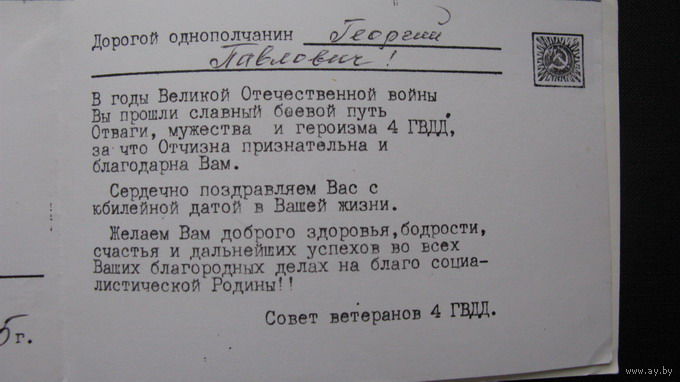 Дорогой однополчанин Георгий
Павлович!
В годы Великой Отечественной войны
Вы прошли славный боевой путь
Отваги, мужества и героизма 4 ГВДД,
за что Отчизна признательна и
благодарна Вам.
Сердечно поздравляем Вас с
юбилейной датой в Вашей жизни.
Желаем Вам доброго здоровья,бодрости,
счастья и дальнейших успехов во всех
Ваших благородных делах на благо социа-
листической Родины!!
Совет ветеранов 4 ГВДД.
5г.
www.ay.by